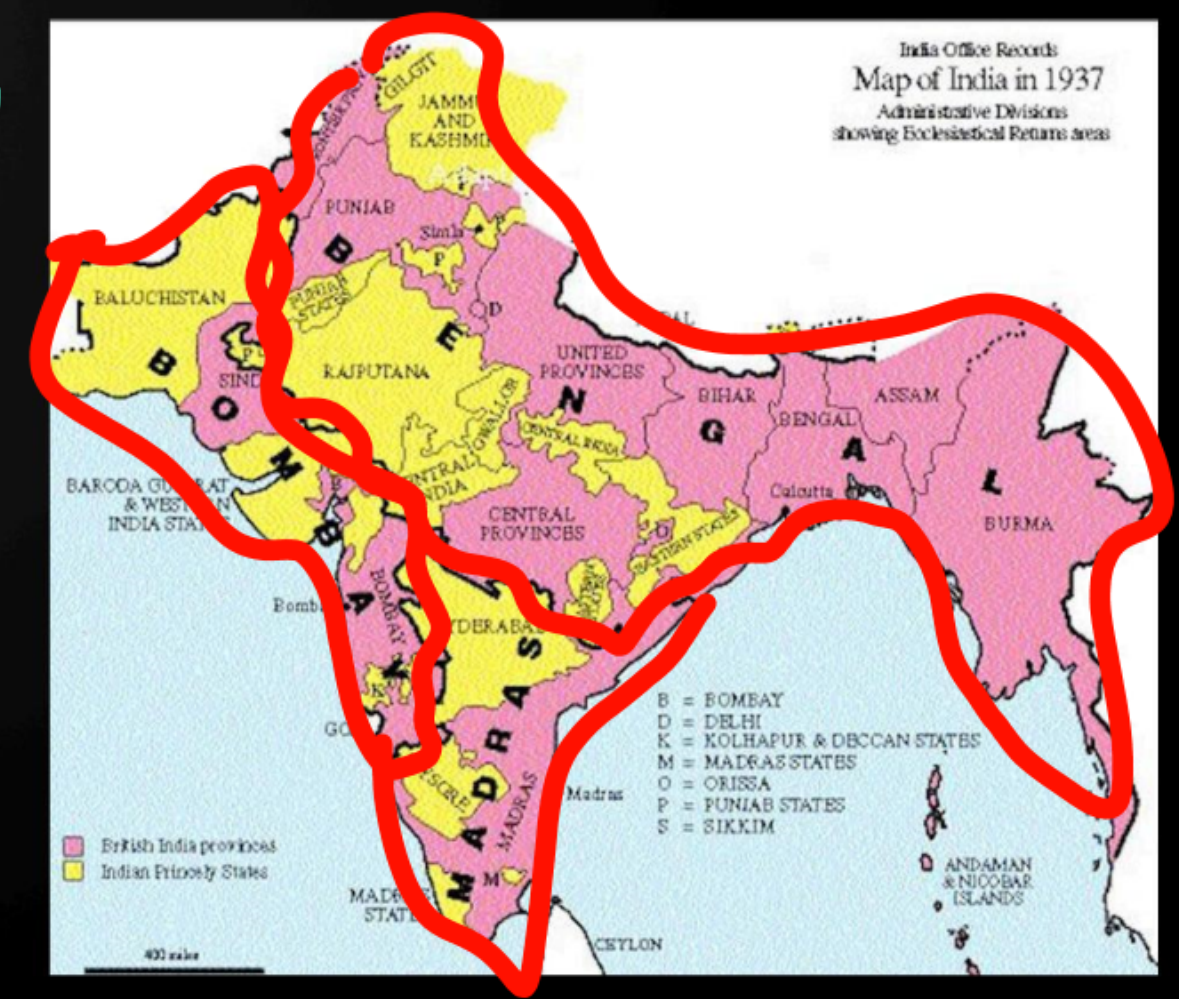 India Office Records
Map of India in 1937
Administrative Divisions
showing Ecclesiastical Returns areas
GILGIT
JAMMU
AND
KASHMI
PUNJAB
Simla
P
D
PUNJAB
STATES
BALUCHISTAN
SIND
P
RAJPUTANA
GWALIOR
UNITED
PROVINCES
BIHAR
BENGAL
ASSAM
CENTRAL INDIA
CENTRAL
INDIA
BARODA GUJARAT
& WESTERN
INDIA STATES
CENTRAL
PROVINCES
Calcutta
BURMA
O
EASTERN STATES
BOMBAY
K
Madras
MADRAS
M
CEYLON
BENGAL
BOMBAY
MADRAS
B = BOMBAY
D = DELHI
K = KOLHAPUR & DECCAN STATES
M = MADRAS STATES
O = ORISSA
P = PUNJAB STATES
S = SIKKIM
British India provinces
Indian Princely States
ANDAMAN
& NICOBAR
ISLANDS
400 miles